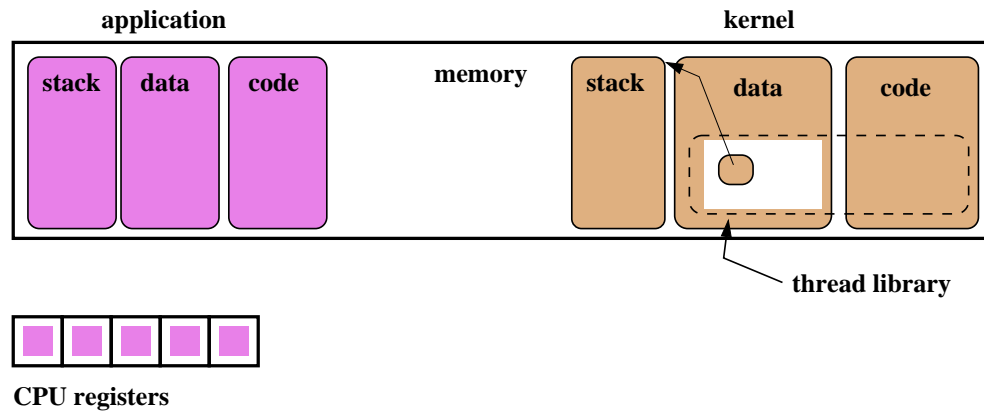 application
kernel
stack data code
memory
stack data code
thread library
CPU registers